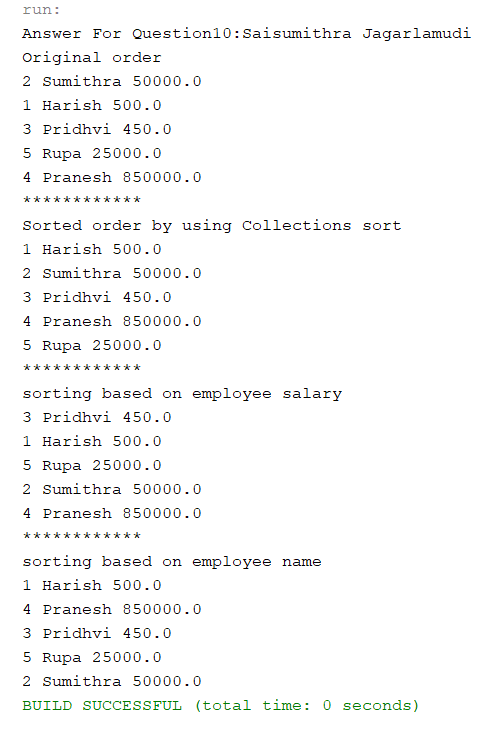 run:
Answer For Question10:Saisumithra Jagarlamudi
Original order
2 Sumithra 50000.0
1 Harish 500.0
3 Pridhvi 450.0
5 Rupa 25000.0
4 Pranesh 850000.0
************
Sorted order by using Collections sort
1 Harish 500.0
2 Sumithra 50000.0
3 Pridhvi 450.0
4 Pranesh 850000.0
5 Rupa 25000.0
************
sorting based on employee salary
3 Pridhvi 450.0
1 Harish 500.0
5 Rupa 25000.0
2 Sumithra 50000.0
4 Pranesh 850000.0
************
sorting based on employee name
1 Harish 500.0
4 Pranesh 850000.0
3 Pridhvi 450.0
5 Rupa 25000.0
2 Sumithra 50000.0
BUILD SUCCESSFUL (total time: 0 seconds)